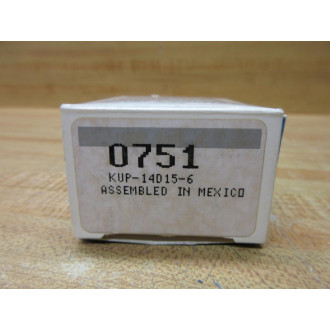 0751
KUP-14D15-6
ASSEMBLED IN MEXICO